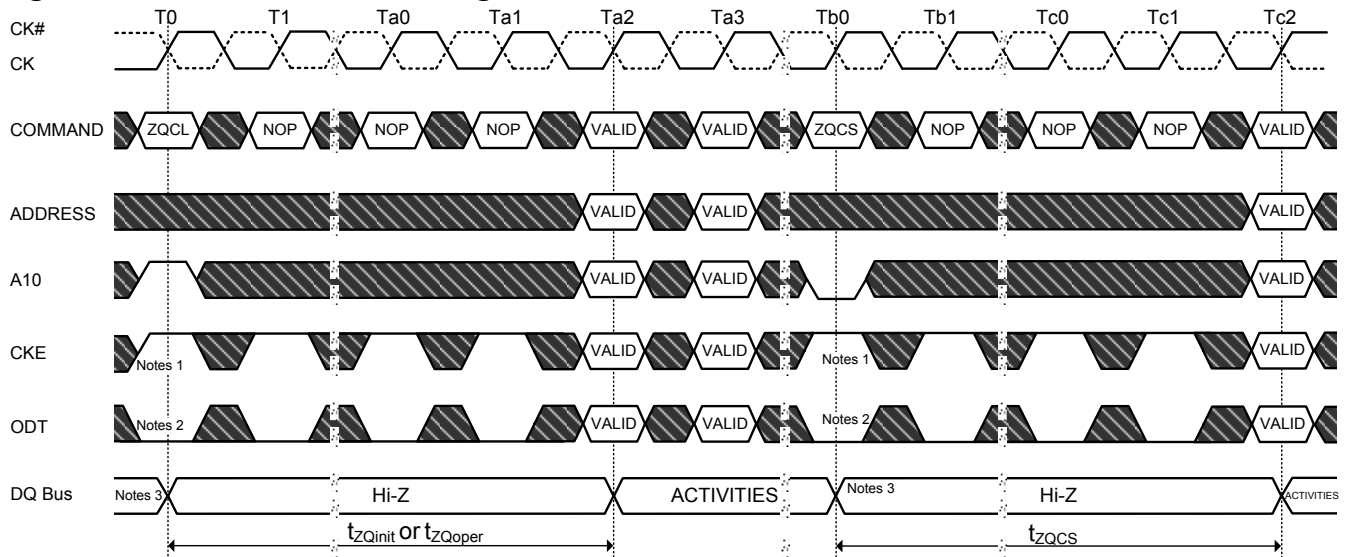 T0 T1 Ta0 Ta1 Ta2 Ta3 Tb0 Tb1 Tc0 Tc1 Tc2
CK#
CK
COMMAND ZQCL NOP NOP NOP VALID VALID ZQCS NOP NOP NOP VALID
ADDRESS VALID VALID VALID
A10 VALID VALID VALID
CKE Notes 1 VALID VALID Notes 1 VALID
ODT Notes 2 VALID VALID Notes 2 VALID
DQ Bus Notes 3 Hi-Z ACTIVITIES Notes 3 Hi-Z ACTIVITIES
tZQinit or tZQoper tZQCS